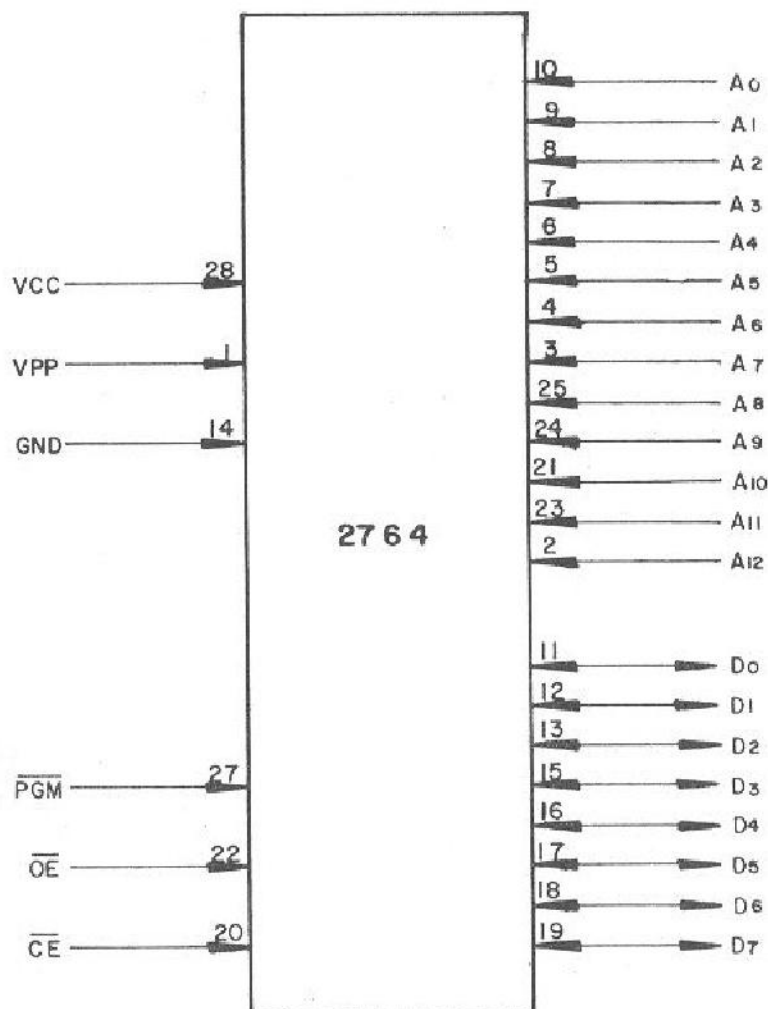 10 A0
9 A1
8 A2
7 A3
6 A4
28 VCC
5 A5
4 A6
1 VPP
3 A7
25 A8
14 GND
24 A9
21 A10
23 A11
2764
2 A12
11 D0
12 D1
13 D2
27 PGM
15 D3
16 D4
22 OE
17 D5
18 D6
20 CE
19 D7